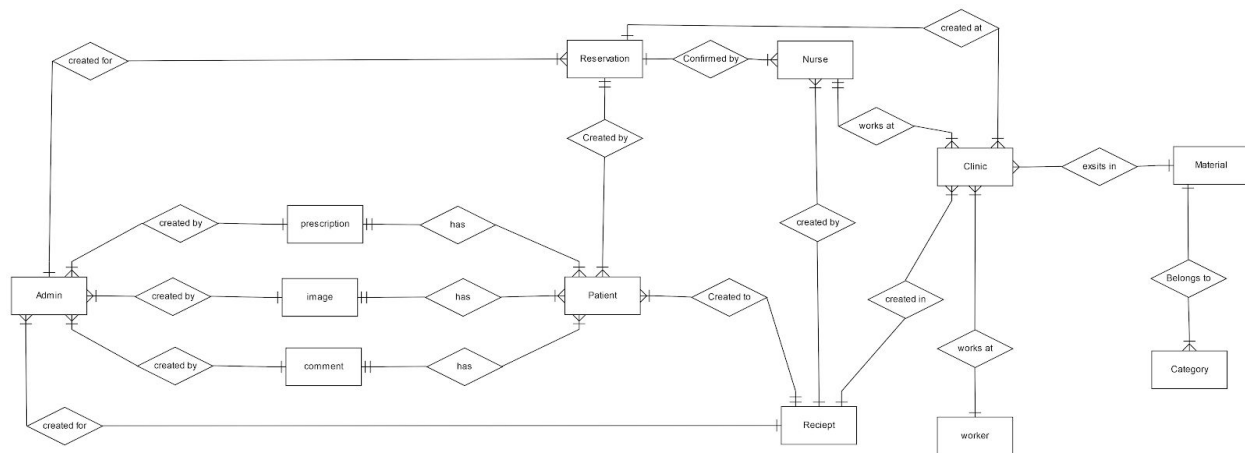 created at
created for
Reservation
Confirmed by
Nurse
Created by
works at
Clinic
exsits in
Material
created by
prescription
has
created by
Admin
created by
image
has
Patient
Created to
created in
Belongs to
created by
comment
has
works at
Category
created for
Reciept
worker